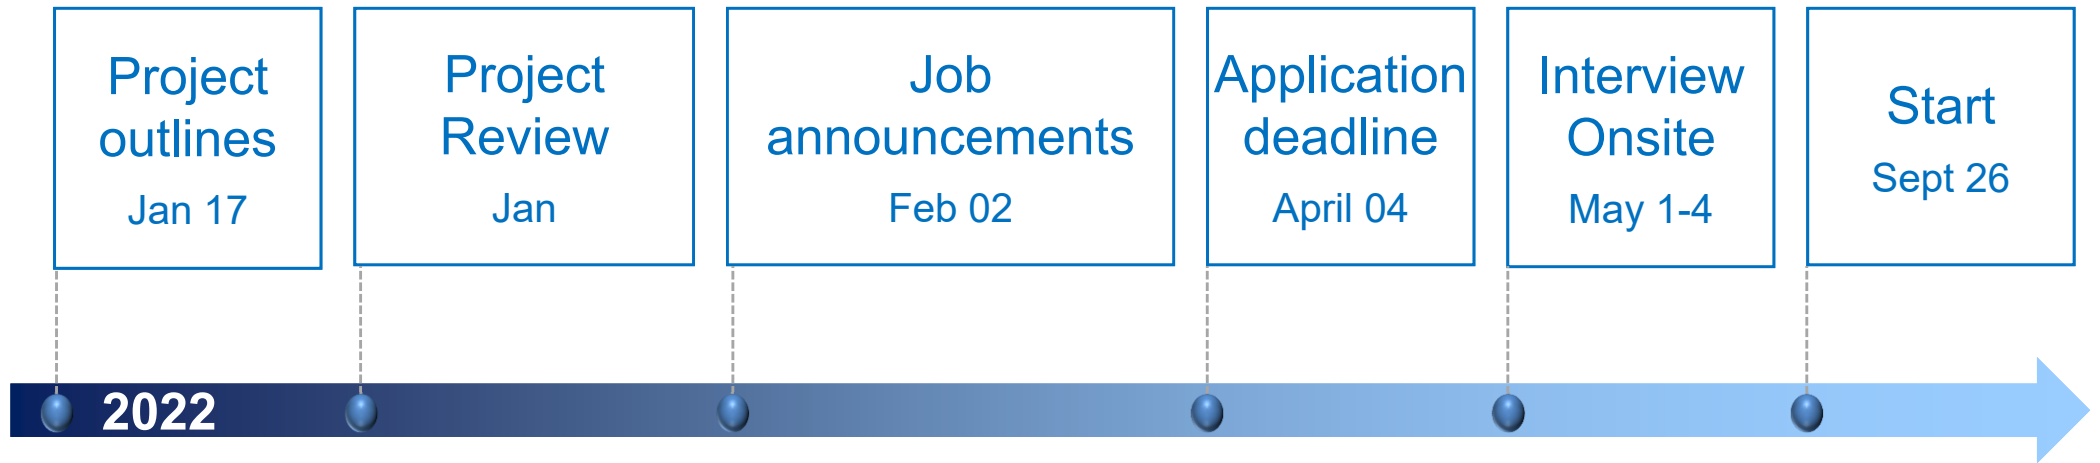 Project
outlines
Jan 17
Project
Review
Jan
Job
announcements
Feb 02
Application
deadline
April 04
Interview
Onsite
May 1-4
Start
Sept 26
2022